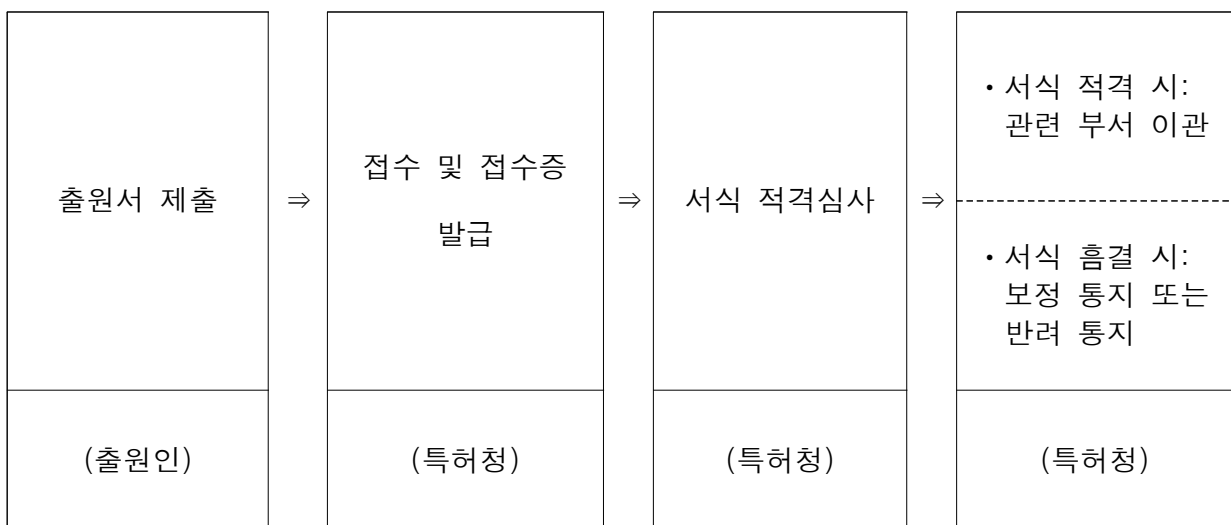 출원서 제출
(출원인)
⇒
접수 및 접수증
발급
(특허청)
⇒
서식 적격심사
(특허청)
⇒
• 서식 적격 시:
관련 부서 이관
• 서식 흠결 시:
보정 통지 또는
반려 통지
(특허청)